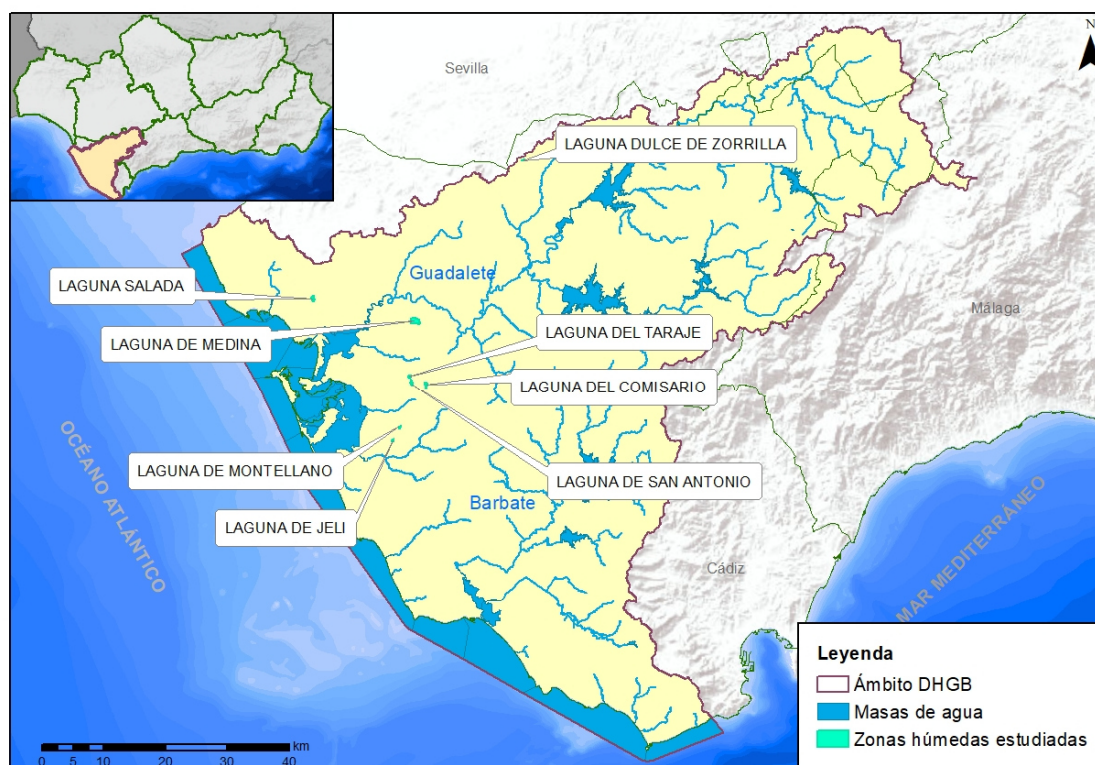 N
Sevilla
LAGUNA DULCE DE ZORRILLA
Guadalete
LAGUNA SALADA
Málaga
LAGUNA DEL TARAJE
LAGUNA DE MEDINA
LAGUNA DEL COMISARIO
OCÉANO ATLÁNTICO
LAGUNA DE MONTELLANO
LAGUNA DE SAN ANTONIO
Barbate
LAGUNA DE JELI
MAR MEDITERRÁNEO
Cádiz
Leyenda
Ámbito DHGB
Masas de agua
Zonas húmedas estudiadas
km
0 5 10 20 30 40